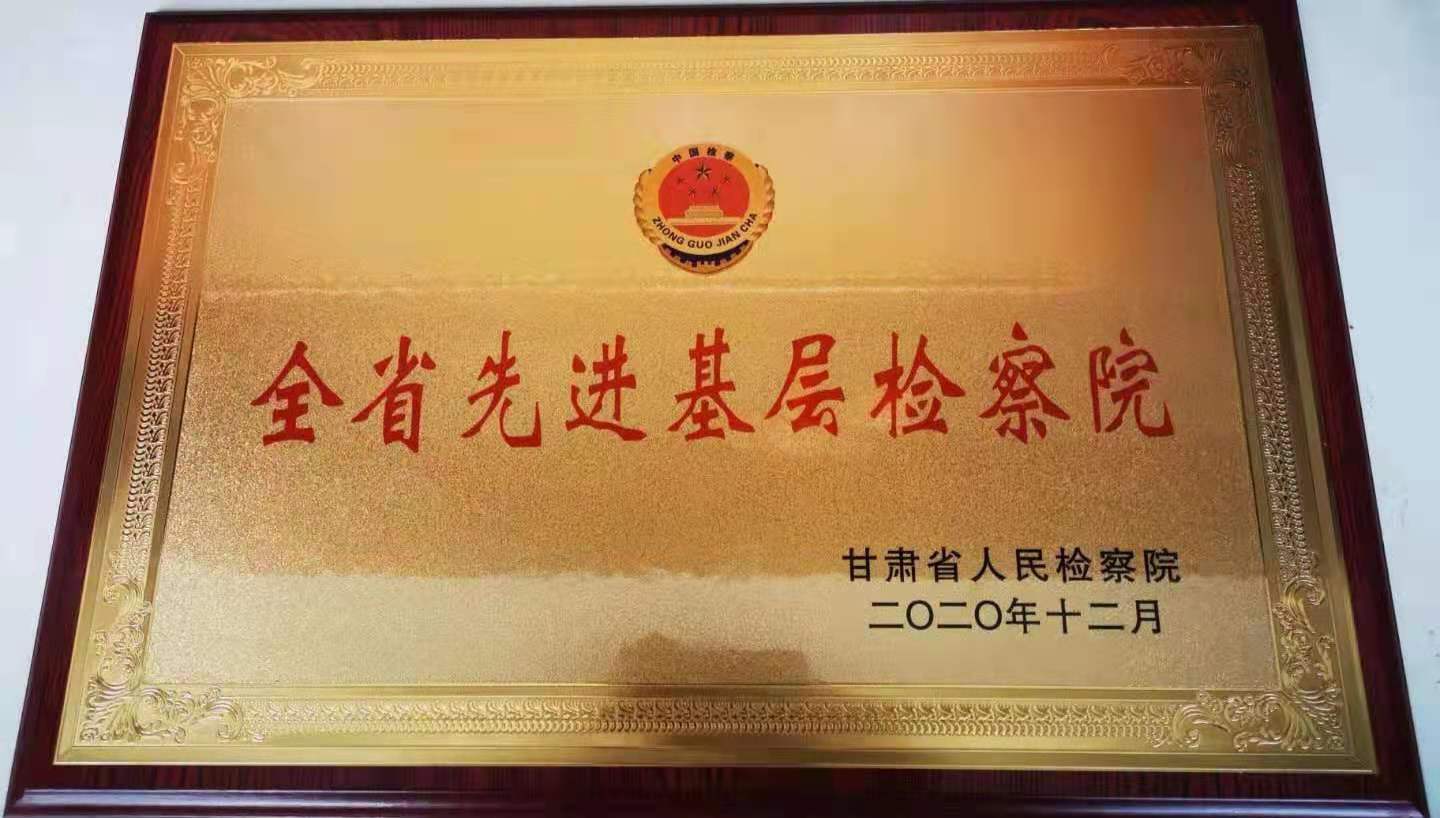 中国检察
ZHONG GUO JIAN CHA
全省先进基层检察院
甘肃省人民检察院
二〇二〇年十二月